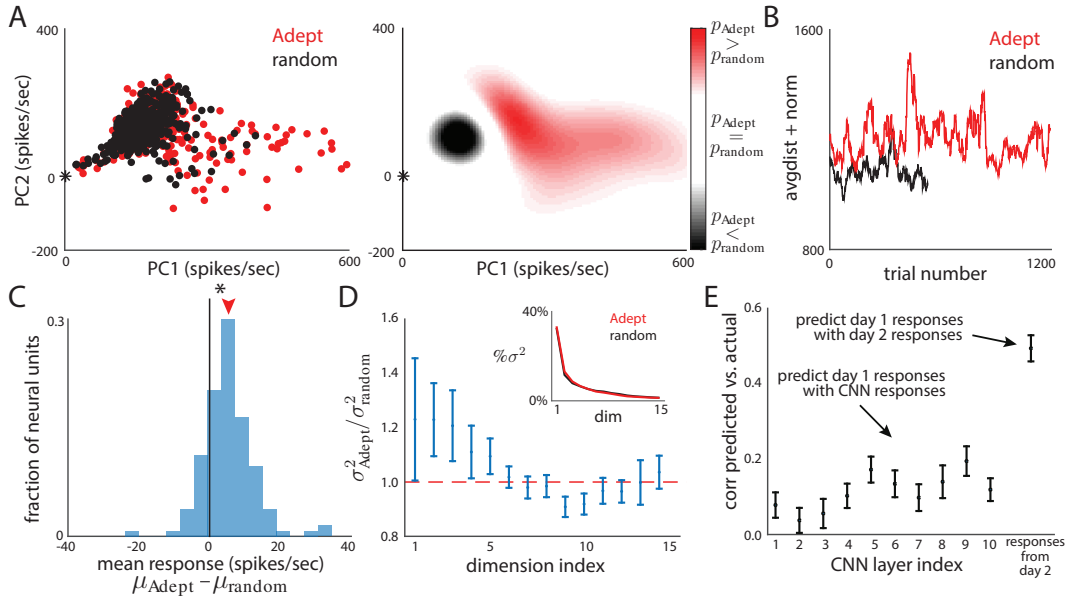 A
400
Adept
random
PC2 (spikes/sec)
0
-200
0
PC1 (spikes/sec)
600
400
0
-200
0
PC1 (spikes/sec)
600
pAdept
>
prandom
pAdept
=
prandom
pAdept
<
prandom
B
1600
Adept
random
avgdist + norm
800
trial number
1200
C
*
0.3
fraction of neural units
0
-40
-20
0
20
40
mean response (spikes/sec)
μAdept − μrandom
D
1.6
1.4
1.2
1.0
0.8
σ²Adept/σ²random
1
5
10
15
dimension index
40%
Adept
random
%σ²
0%
1
dim
15
E
0.6
0.4
0.2
0.0
corr predicted vs. actual
predict day 1 responses
with day 2 responses
predict day 1 responses
with CNN responses
1 2 3 4 5 6 7 8 9 10
responses
from
day 2
CNN layer index